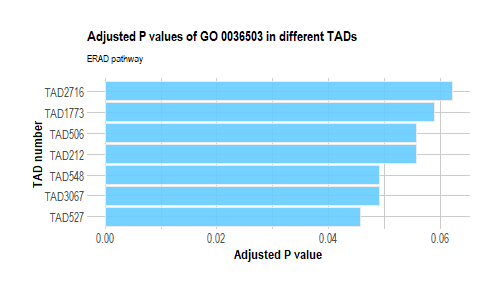 Adjusted P values of GO 0036503 in different TADs
ERAD pathway
TAD number
TAD2716
TAD1773
TAD506
TAD212
TAD548
TAD3067
TAD527
0.00 0.02 0.04 0.06
Adjusted P value